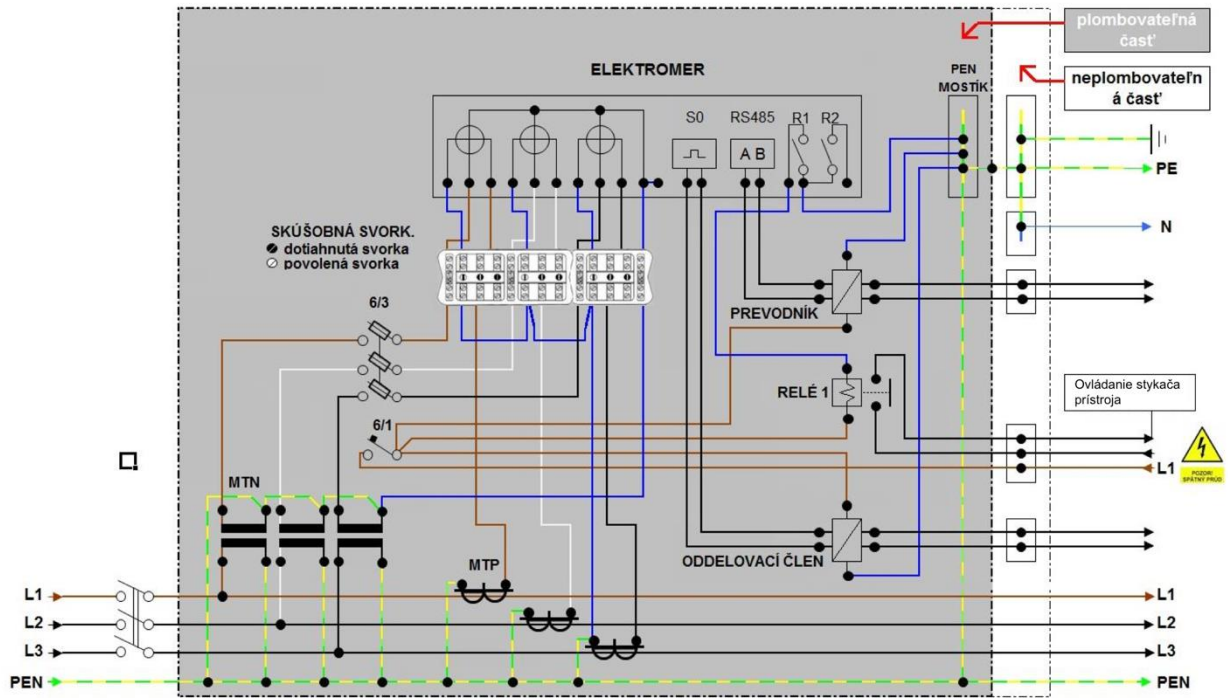 plombovateľná
časť
ELEKTROMER
PEN
MOSTÍK
neplombovateľn
á časť
S0
RS485
R1
R2
A B
PE
N
SKÚŠOBNÁ SVORK.
dotiahnutá svorka
povolená svorka
6/3
PREVODNÍK
RELÉ 1
Ovládanie stykača
prístroja
6/1
L1
POZOR!
SPÄTNÝ PRÚD
MTN
ODDELOVACÍ ČLEN
MTP
L1
L1
L2
L2
L3
L3
PEN
PEN